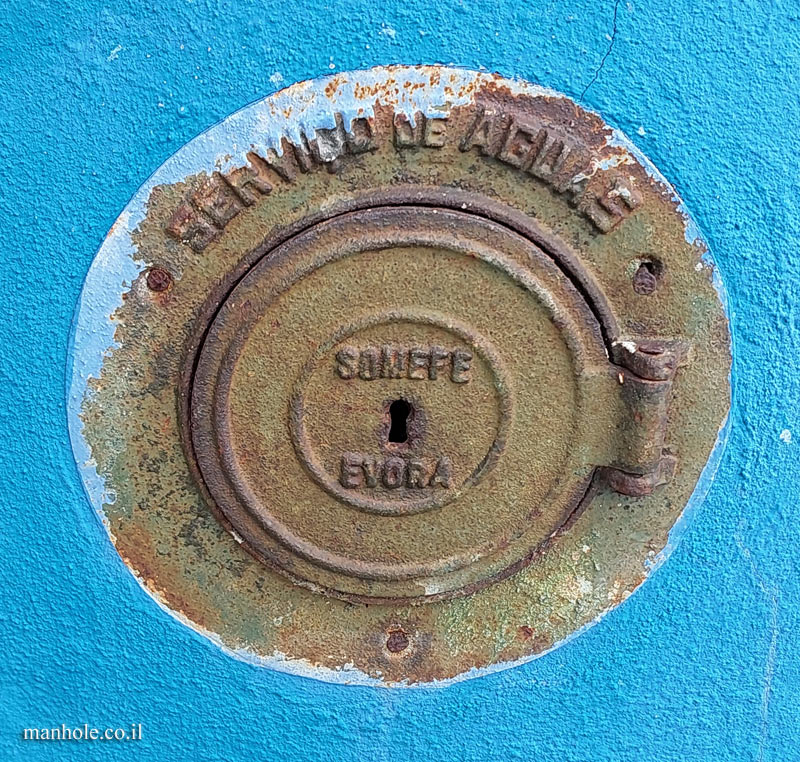 SERVIÇO DE AGUAS
SOMEFE
EVORA
manhole.co.il